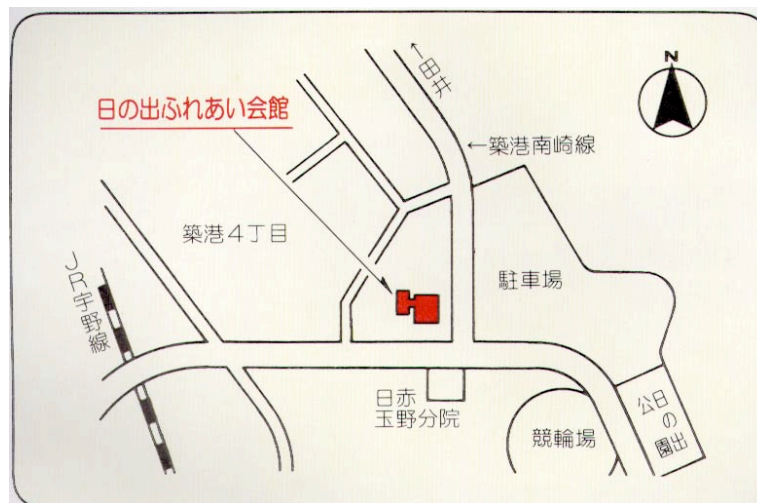 N
↑田井
日の出ふれあい会館
←築港南崎線
築港4丁目
駐車場
JR宇野線
日赤
玉野分院
競輪場
日の出
公園